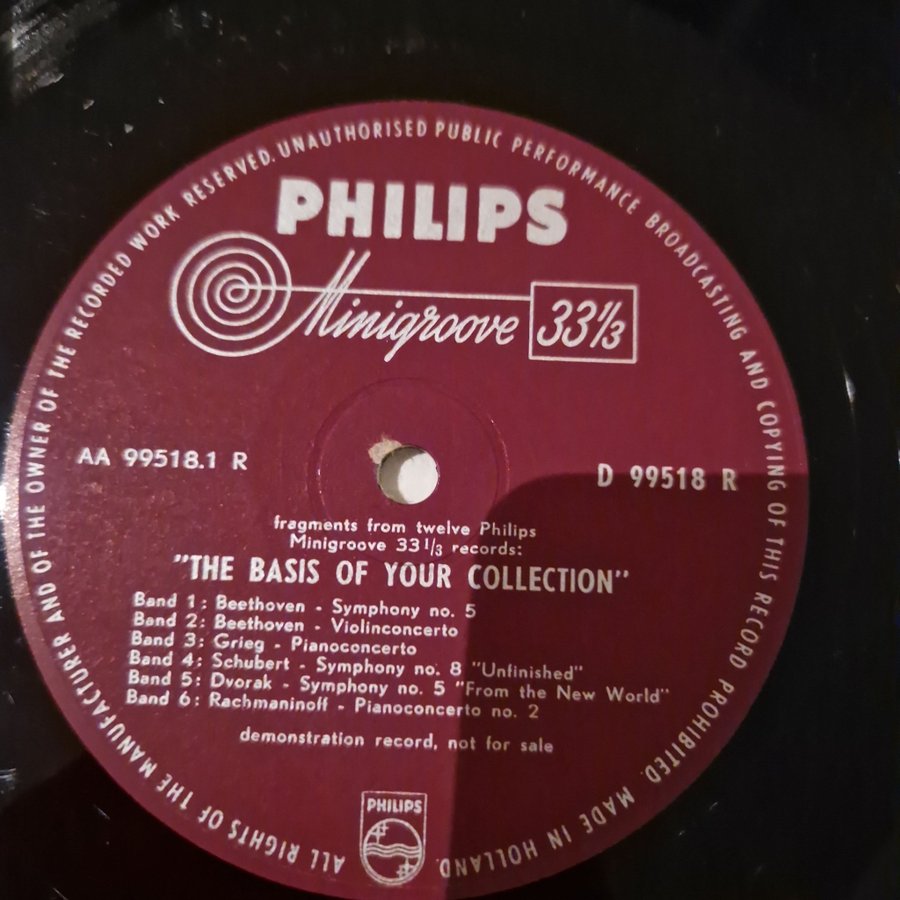 ALL RIGHTS OF THE MANUFACTURER AND OF THE OWNER OF THE RECORDED WORK RESERVED. UNAUTHORISED PUBLIC PERFORMANCE BROADCASTING AND COPYING OF THIS RECORD PROHIBITED. MADE IN HOLLAND.
PHILIPS
Minigroove 33 1/3
AA 99518.1 R
D 99518 R
fragments from twelve Philips
Minigroove 33 1/3 records:
"THE BASIS OF YOUR COLLECTION"
Band 1: Beethoven - Symphony no. 5
Band 2: Beethoven - Violinconcerto
Band 3: Grieg - Pianoconcerto
Band 4: Schubert - Symphony no. 8 "Unfinished"
Band 5: Dvorak - Symphony no. 5 "From the New World"
Band 6: Rachmaninoff - Pianoconcerto no. 2
demonstration record, not for sale
PHILIPS